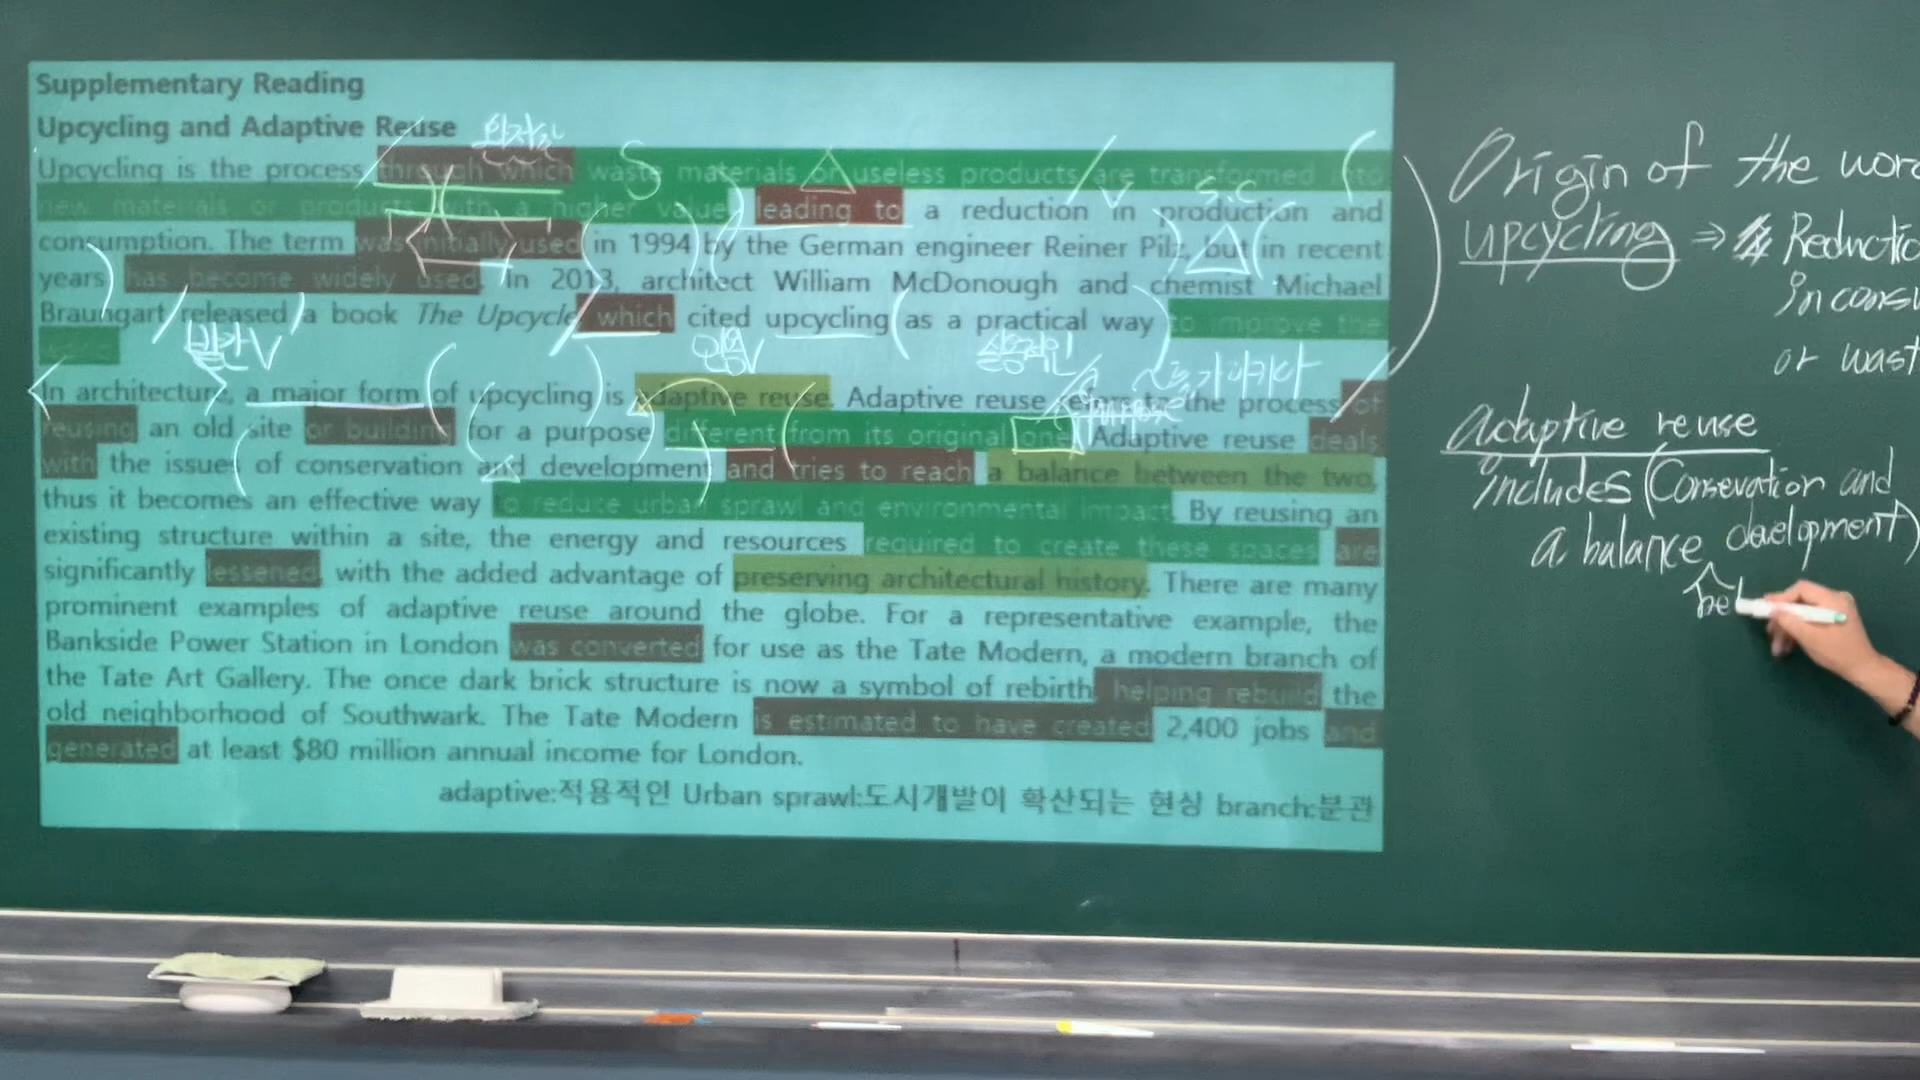 Supplementary Reading
Upcycling and Adaptive Reuse
Upcycling is the process through which waste materials or useless products are transformed into
new materials or products with a higher value, leading to a reduction in production and
consumption. The term was initially used in 1994 by the German engineer Reiner Pilz, but in recent
years has become widely used. In 2013, architect William McDonough and chemist Michael
Braungart released a book The Upcycle, which cited upcycling as a practical way to improve the
In architecture, a major form of upcycling is adaptive reuse. Adaptive reuse refers to the process of
reusing an old site or building for a purpose different from its original one. Adaptive reuse deals
with the issues of conservation and development and tries to reach a balance between the two,
thus it becomes an effective way to reduce urban sprawl and environmental impact. By reusing an
existing structure within a site, the energy and resources required to create these spaces are
significantly lessened, with the added advantage of preserving architectural history. There are many
prominent examples of adaptive reuse around the globe. For a representative example, the
Bankside Power Station in London was converted for use as the Tate Modern, a modern branch of
the Tate Art Gallery. The once dark brick structure is now a symbol of rebirth, helping rebuild the
old neighborhood of Southwark. The Tate Modern is estimated to have created 2,400 jobs and
generated at least $80 million annual income for London.
adaptive:적용적인 Urban sprawl:도시개발이 확산되는 현상 branch:분관
S
V
S.C
purpose
Origin of the wor
upcycling ⇒ Reductio
in consu
or wast
adaptive reuse
includes (Consevation and
a balance development)
bet